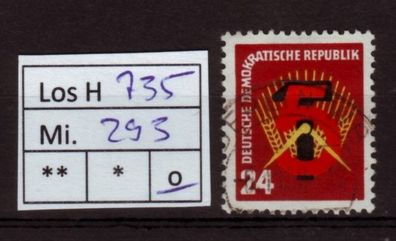 Los H 735
Mi. 293
** * o
DEUTSCHE DEMOKRATISCHE REPUBLIK
5
24